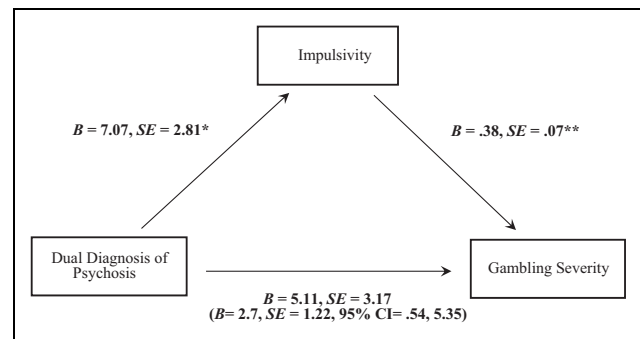 Impulsivity
B = 7.07, SE = 2.81*
B = .38, SE = .07**
Dual Diagnosis of
Psychosis
Gambling Severity
B = 5.11, SE = 3.17
(B= 2.7, SE = 1.22, 95% CI= .54, 5.35)